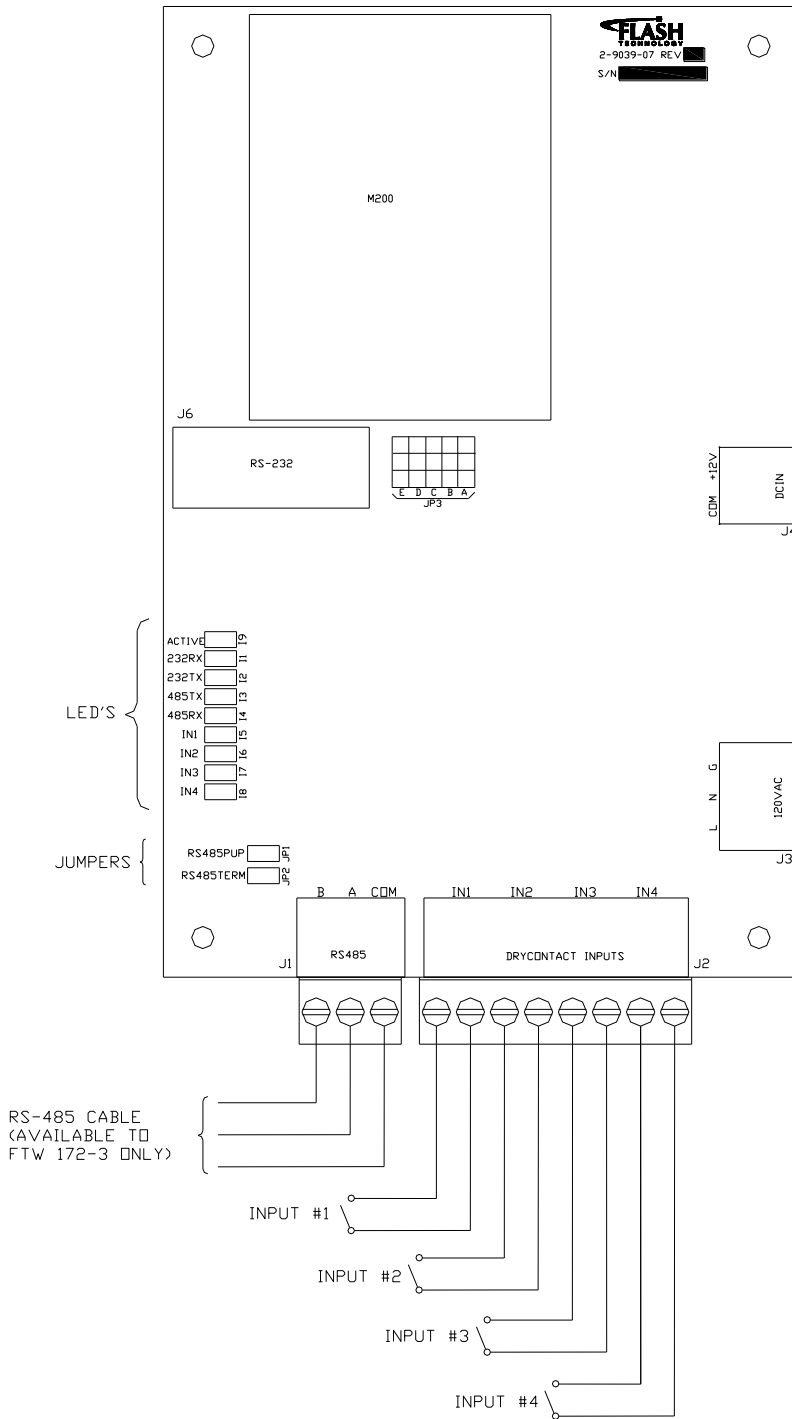 FLASH
TECHNOLOGY
2-9039-07 REV
S/N
M200
J6
RS-232
E D C B A
JP3
COM +12V
DCIN
J4
LED'S
ACTIVE I9
232RX I1
232TX I2
485TX I3
485RX I4
IN1 I5
IN2 I6
IN3 I7
IN4 I8
L N G
120VAC
J3
JUMPERS
RS485PUP JP1
RS485TERM JP2
B A COM
IN1 IN2 IN3 IN4
J1
RS485
DRYCONTACT INPUTS
J2
RS-485 CABLE
(AVAILABLE TO
FTW 172-3 ONLY)
INPUT #1
INPUT #2
INPUT #3
INPUT #4